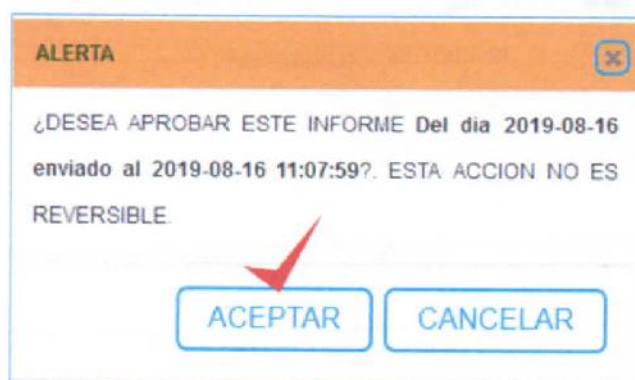 ALERTA
¿DESEA APROBAR ESTE INFORME Del dia 2019-08-16
enviado al 2019-08-16 11:07:59?. ESTA ACCION NO ES
REVERSIBLE.
ACEPTAR CANCELAR